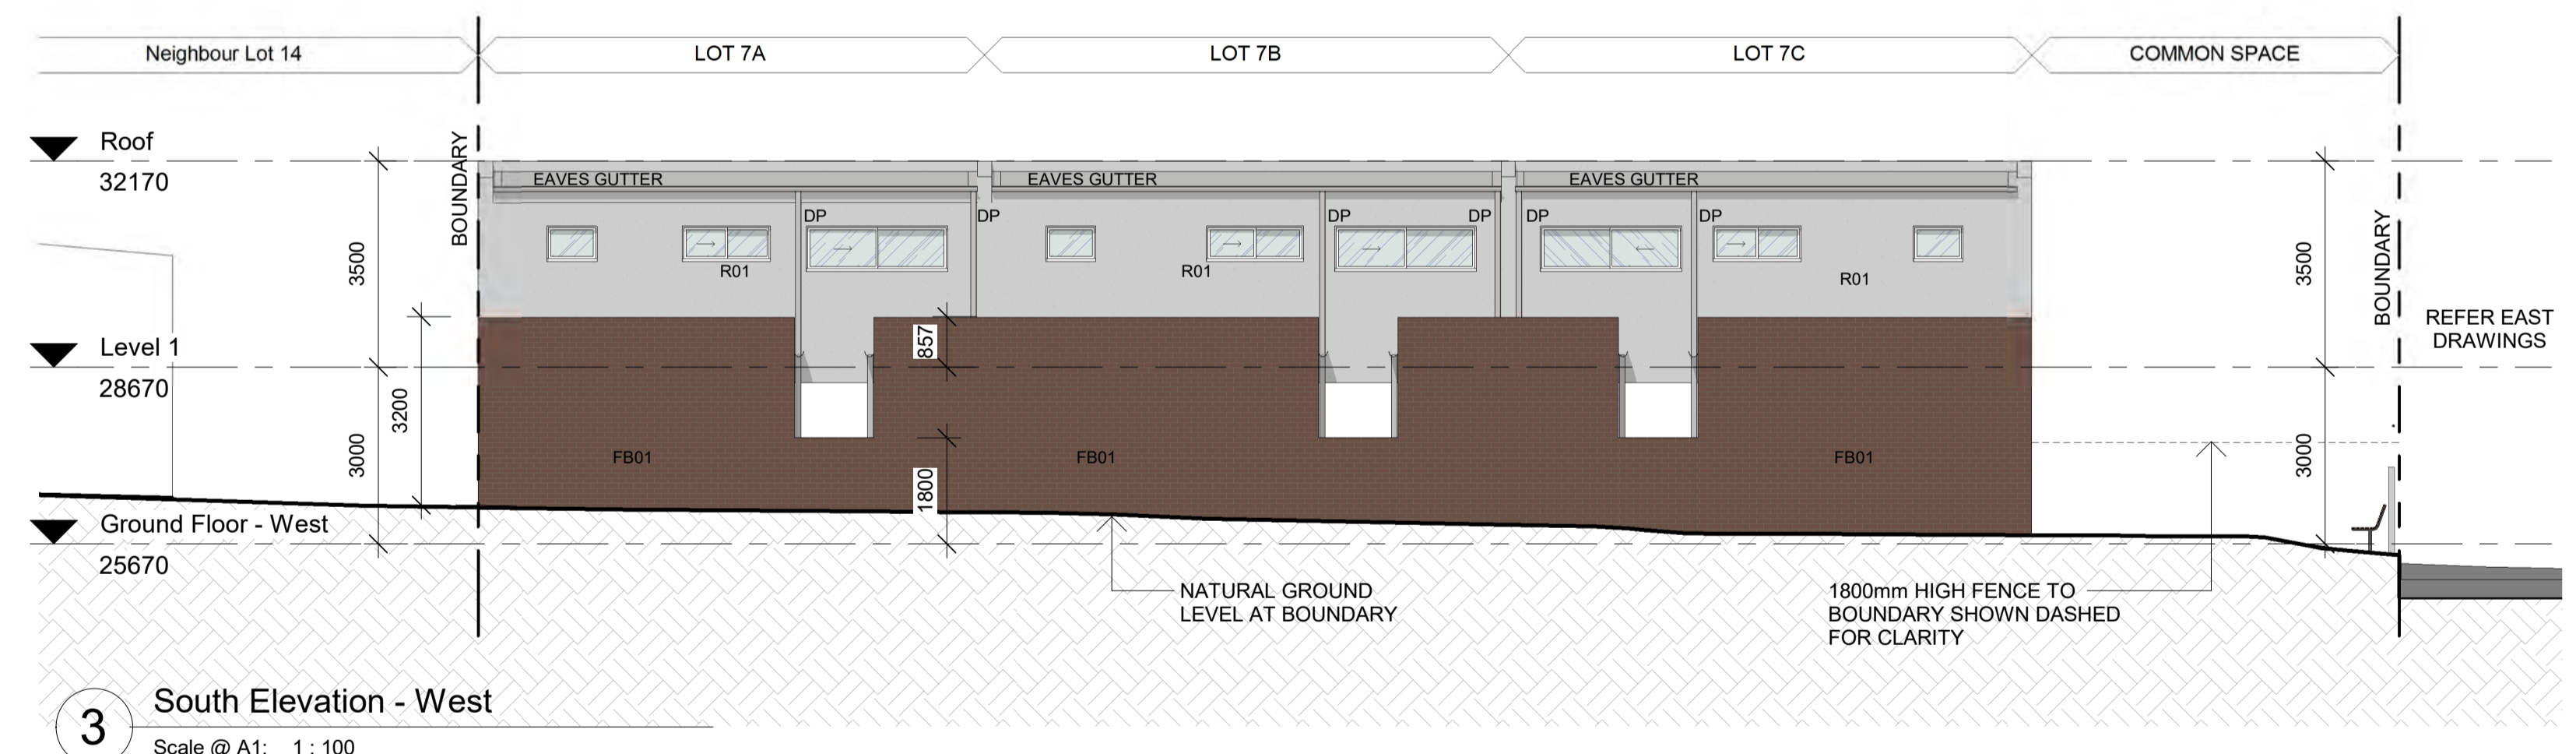 Neighbour Lot 14
LOT 7A
LOT 7B
LOT 7C
COMMON SPACE
Roof
32170
BOUNDARY
EAVES GUTTER
EAVES GUTTER
EAVES GUTTER
DP
DP
DP
DP
DP
DP
3500
R01
R01
R01
3500
BOUNDARY
REFER EAST
DRAWINGS
Level 1
28670
857
3200
3000
FB01
FB01
FB01
3000
1800
Ground Floor - West
25670
NATURAL GROUND
LEVEL AT BOUNDARY
1800mm HIGH FENCE TO
BOUNDARY SHOWN DASHED
FOR CLARITY
3
South Elevation - West
Scale @ A1: 1 : 100